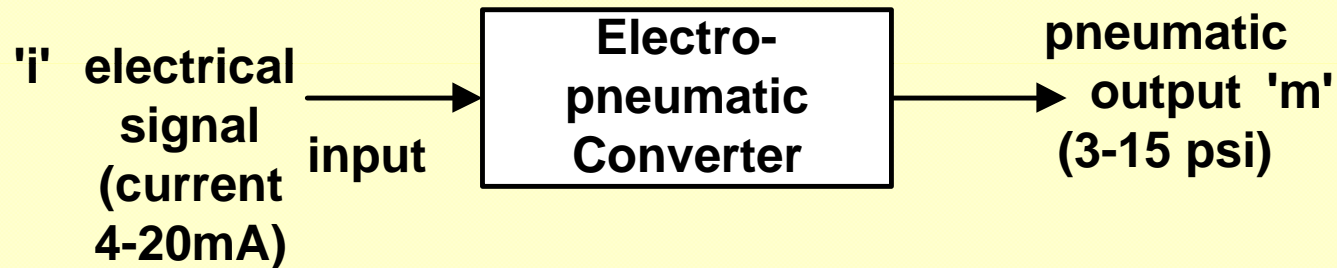 'i' electrical
signal
(current
4-20mA)
input
Electro-
pneumatic
Converter
pneumatic
output 'm'
(3-15 psi)